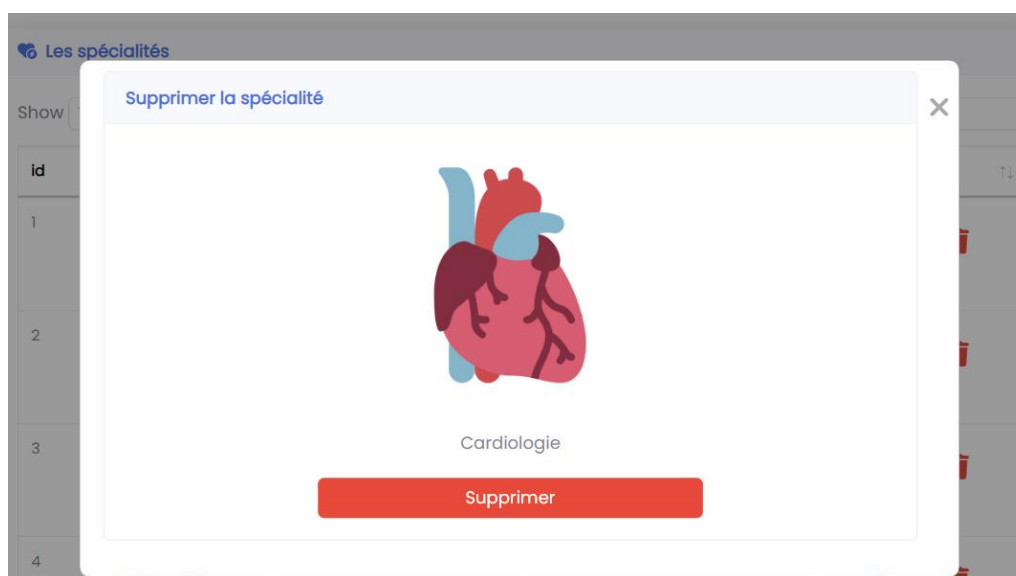 Les spécialités
Supprimer la spécialité
Show
id
1
2
3
Cardiologie
Supprimer
4